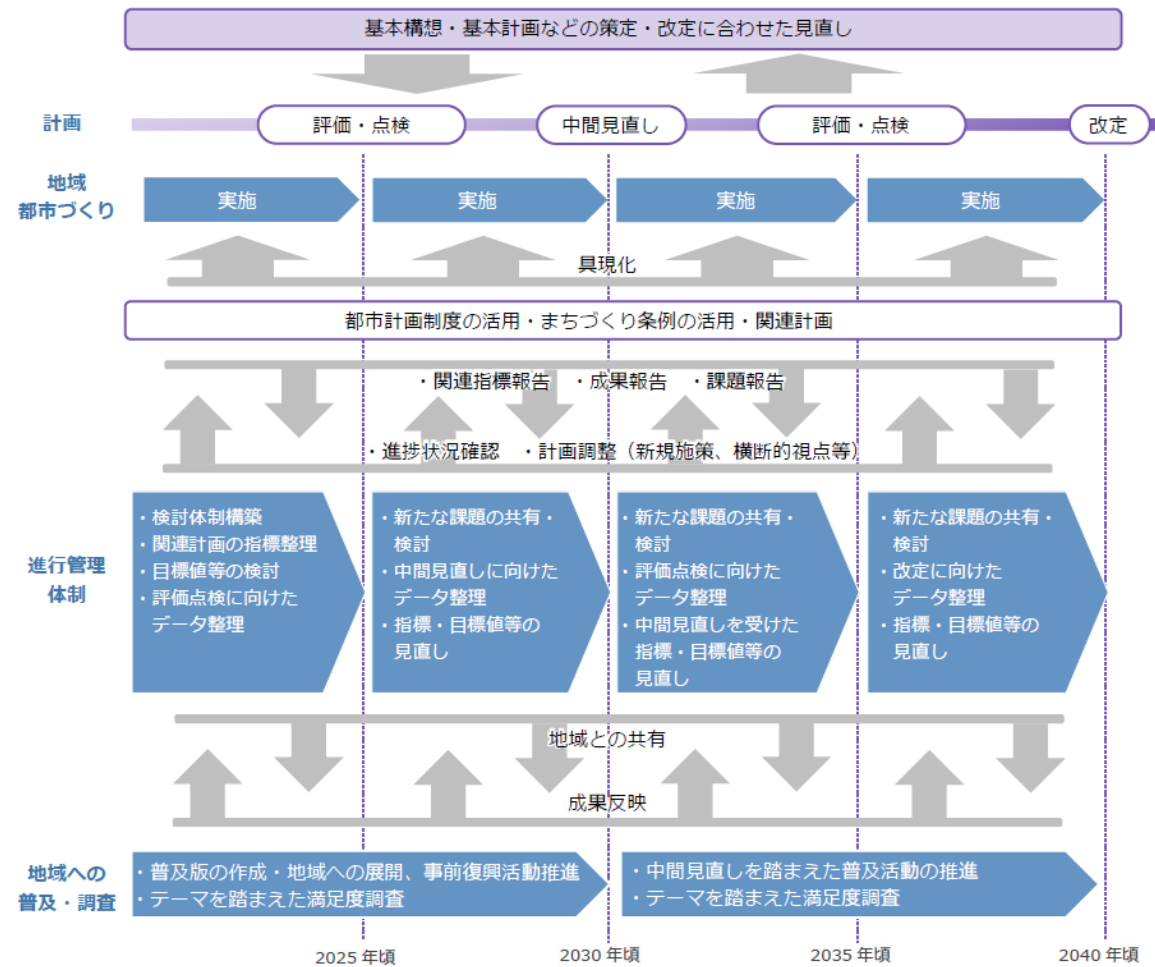 基本構想・基本計画などの策定・改定に合わせた見直し
計画
評価・点検
中間見直し
評価・点検
改定
地域
都市づくり
実施
実施
実施
実施
具現化
都市計画制度の活用・まちづくり条例の活用・関連計画
・関連指標報告　・成果報告　・課題報告
・進捗状況確認　・計画調整（新規施策、横断的視点等）
進行管理
体制
・検討体制構築
・関連計画の指標整理
・目標値等の検討
・評価点検に向けた
データ整理
・新たな課題の共有・
検討
・中間見直しに向けた
データ整理
・指標・目標値等の
見直し
・新たな課題の共有・
検討
・評価点検に向けた
データ整理
・中間見直しを受けた
指標・目標値等の
見直し
・新たな課題の共有・
検討
・改定に向けた
データ整理
・指標・目標値等の
見直し
地域との共有
成果反映
地域への
普及・調査
・普及版の作成・地域への展開、事前復興活動推進
・テーマを踏まえた満足度調査
・中間見直しを踏まえた普及活動の推進
・テーマを踏まえた満足度調査
2025 年頃
2030 年頃
2035 年頃
2040 年頃